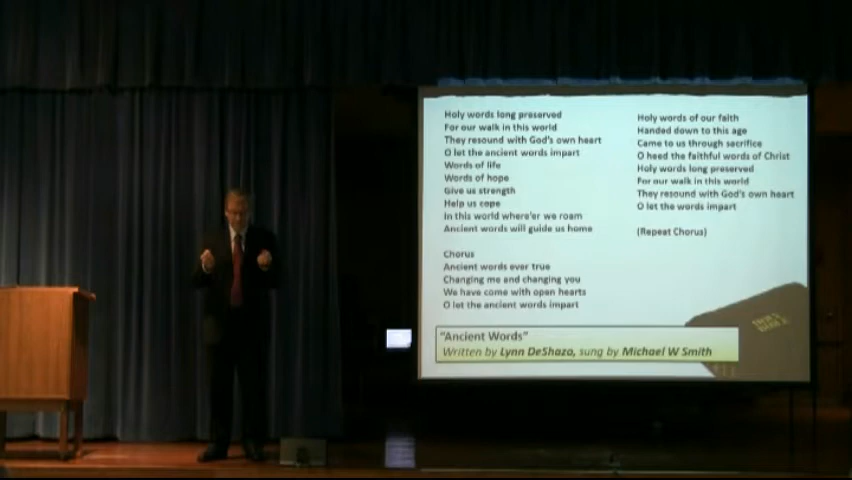 Holy words long preserved
For our walk in this world
They resound with God's own heart
O let the ancient words impart
Words of life
Words of hope
Give us strength
Help us cope
In this world where'er we roam
Ancient words will guide us home
Chorus
Ancient words ever true
Changing me and changing you
We have come with open hearts
O let the ancient words impart
Holy words of our faith
Handed down to this age
Came to us through sacrifice
O heed the faithful words of Christ
Holy words long preserved
For our walk in this world
They resound with God's own heart
O let the words impart
(Repeat Chorus)
"Ancient Words"
Written by Lynn DeShazo, sung by Michael W Smith